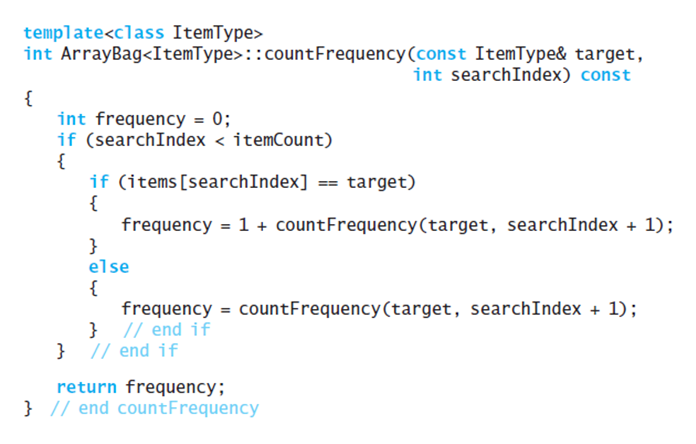 template<class ItemType>
int ArrayBag<ItemType>::countFrequency(const ItemType& target,
                                       int searchIndex) const
{
   int frequency = 0;
   if (searchIndex < itemCount)
   {
      if (items[searchIndex] == target)
      {
         frequency = 1 + countFrequency(target, searchIndex + 1);
      }
      else
      {
         frequency = countFrequency(target, searchIndex + 1);
      }  // end if
   }  // end if

   return frequency;
}  // end countFrequency